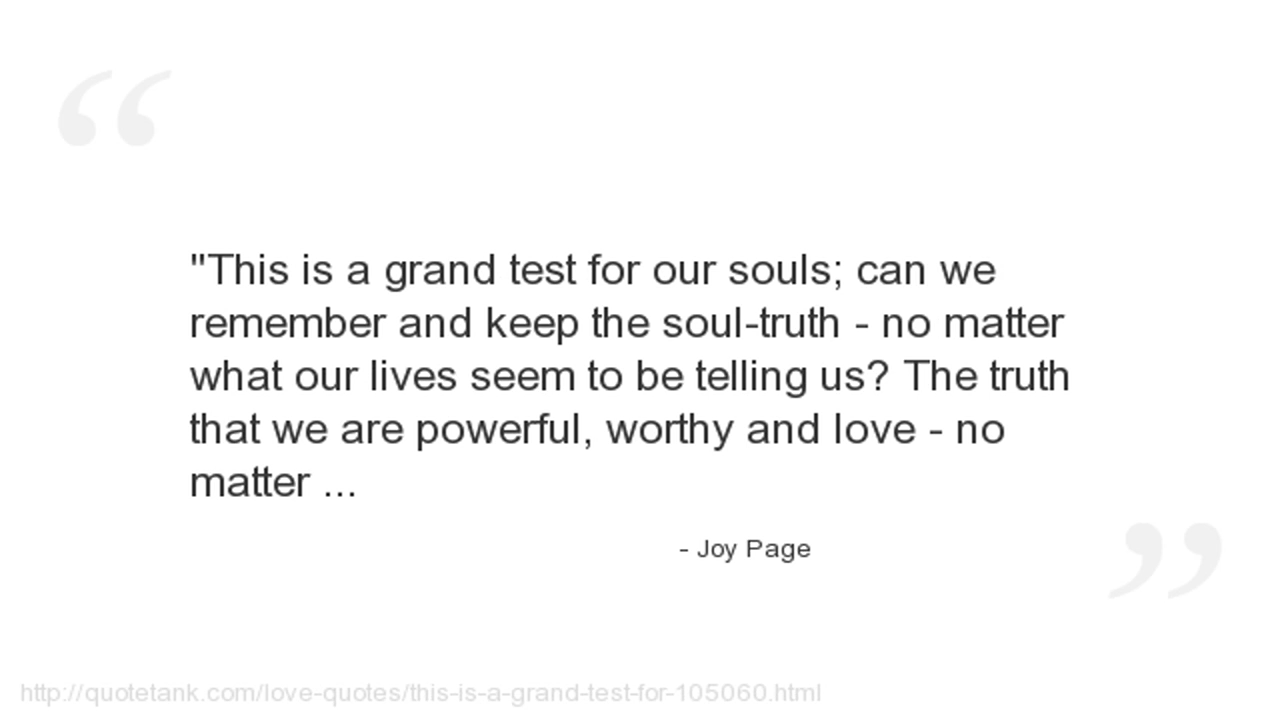 "This is a grand test for our souls; can we
remember and keep the soul-truth - no matter
what our lives seem to be telling us? The truth
that we are powerful, worthy and love - no
matter ...
- Joy Page
http://quotetank.com/love-quotes/this-is-a-grand-test-for-105060.html